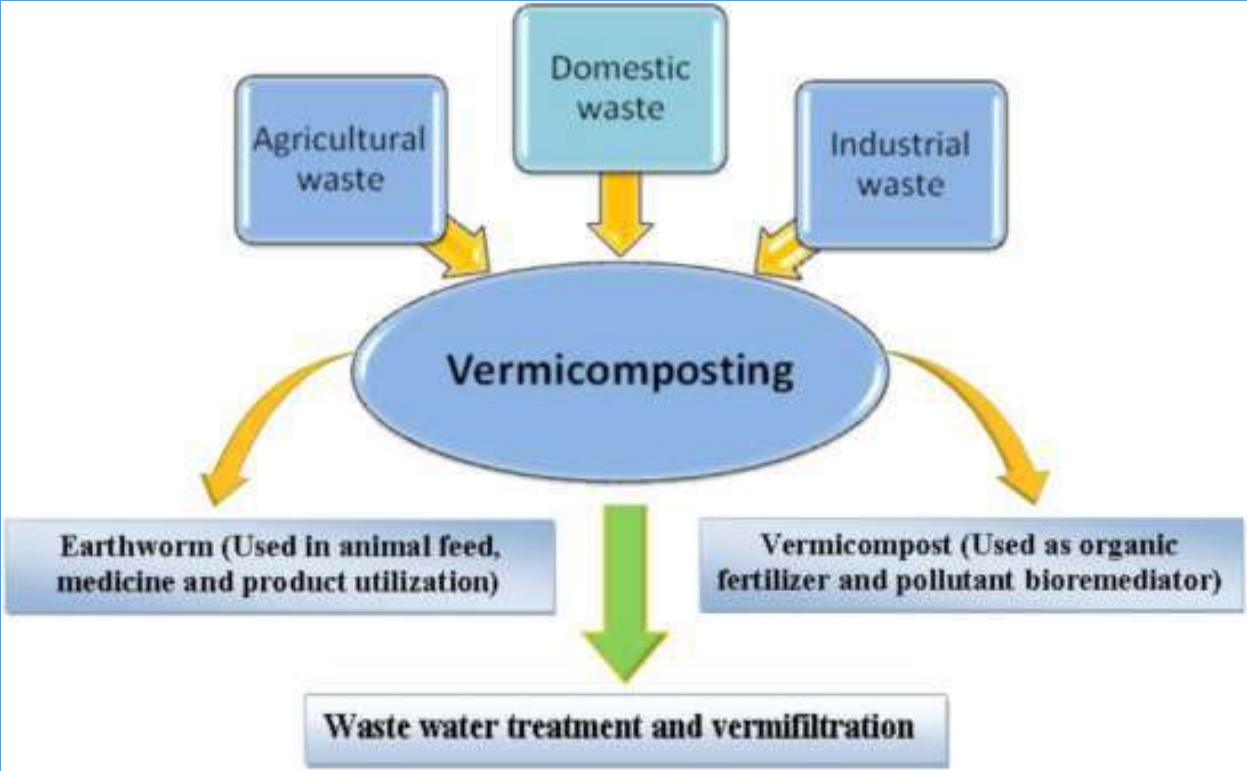 Domestic
waste
Agricultural
waste
Industrial
waste
Vermicomposting
Earthworm (Used in animal feed,
medicine and product utilization)
Vermicompost (Used as organic
fertilizer and pollutant bioremediator)
Waste water treatment and vermifiltration